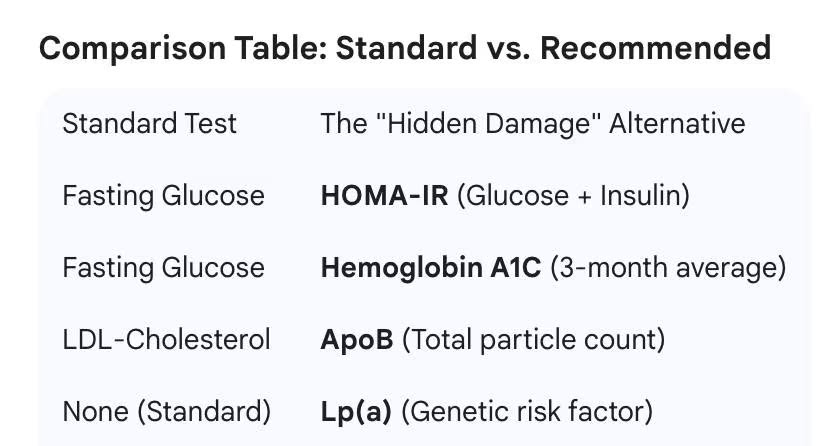 Comparison Table: Standard vs. Recommended
Standard Test The "Hidden Damage" Alternative
Fasting Glucose HOMA-IR (Glucose + Insulin)
Fasting Glucose Hemoglobin A1C (3-month average)
LDL-Cholesterol ApoB (Total particle count)
None (Standard) Lp(a) (Genetic risk factor)